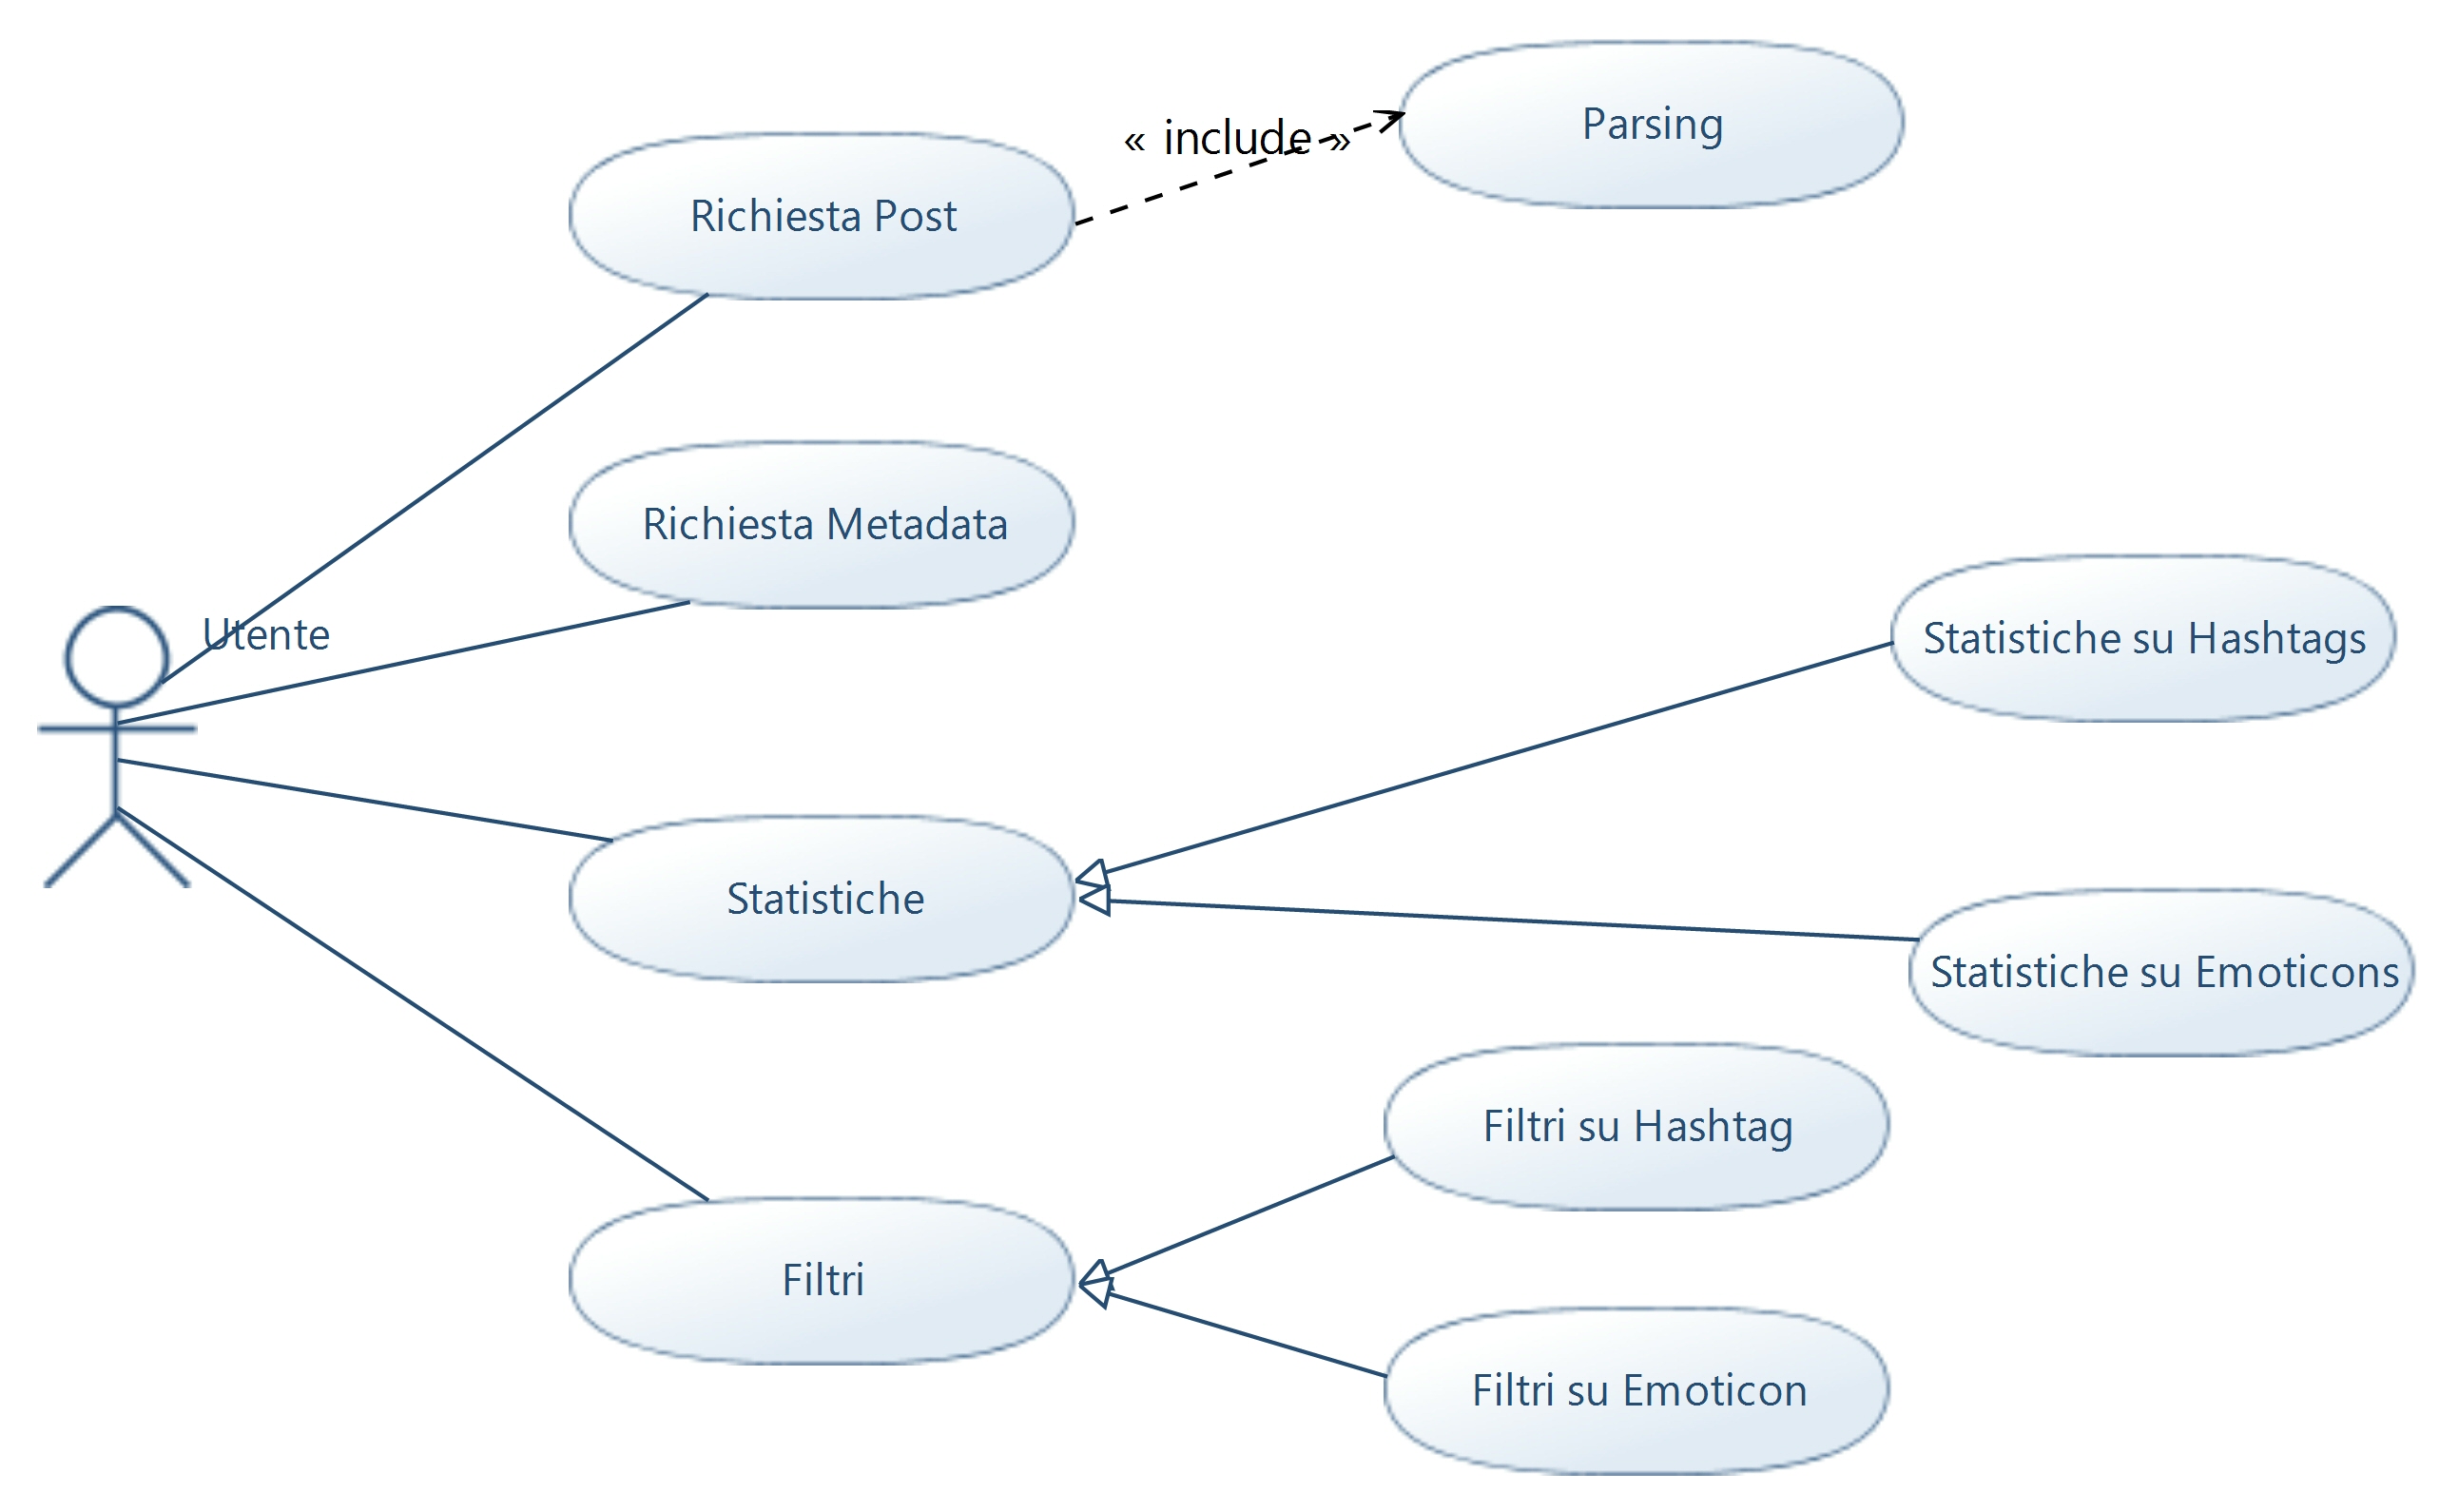 Parsing
« include »
Richiesta Post
Richiesta Metadata
Utente
Statistiche su Hashtags
Statistiche
Statistiche su Emoticons
Filtri su Hashtag
Filtri
Filtri su Emoticon